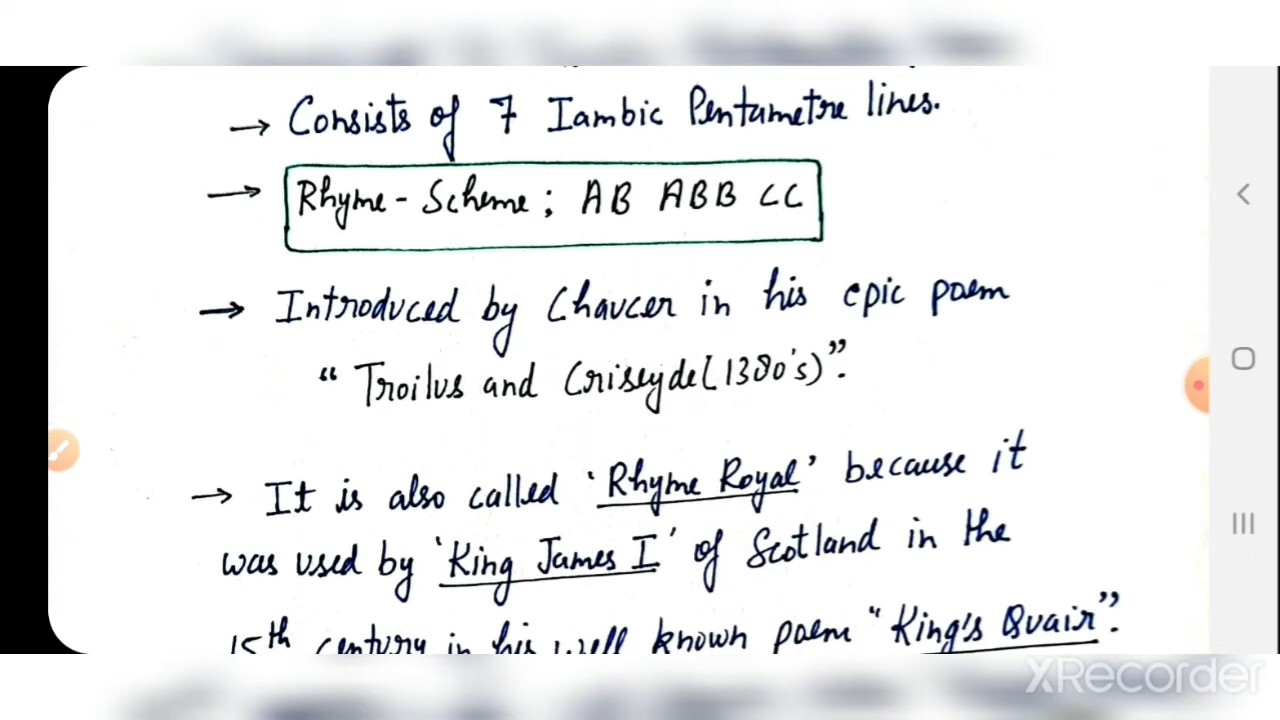 → Consists of 7 Iambic Pentametre lines.
→ Rhyme - Scheme ; AB ABB CC
→ Introduced by Chaucer in his epic poem
“ Troilus and Criseyde (1380's)”.
→ It is also called ‘Rhyme Royal’ because it
was used by ‘King James I’ of Scotland in the
15th century in his well known poem “King's Quair”.
XRecorder